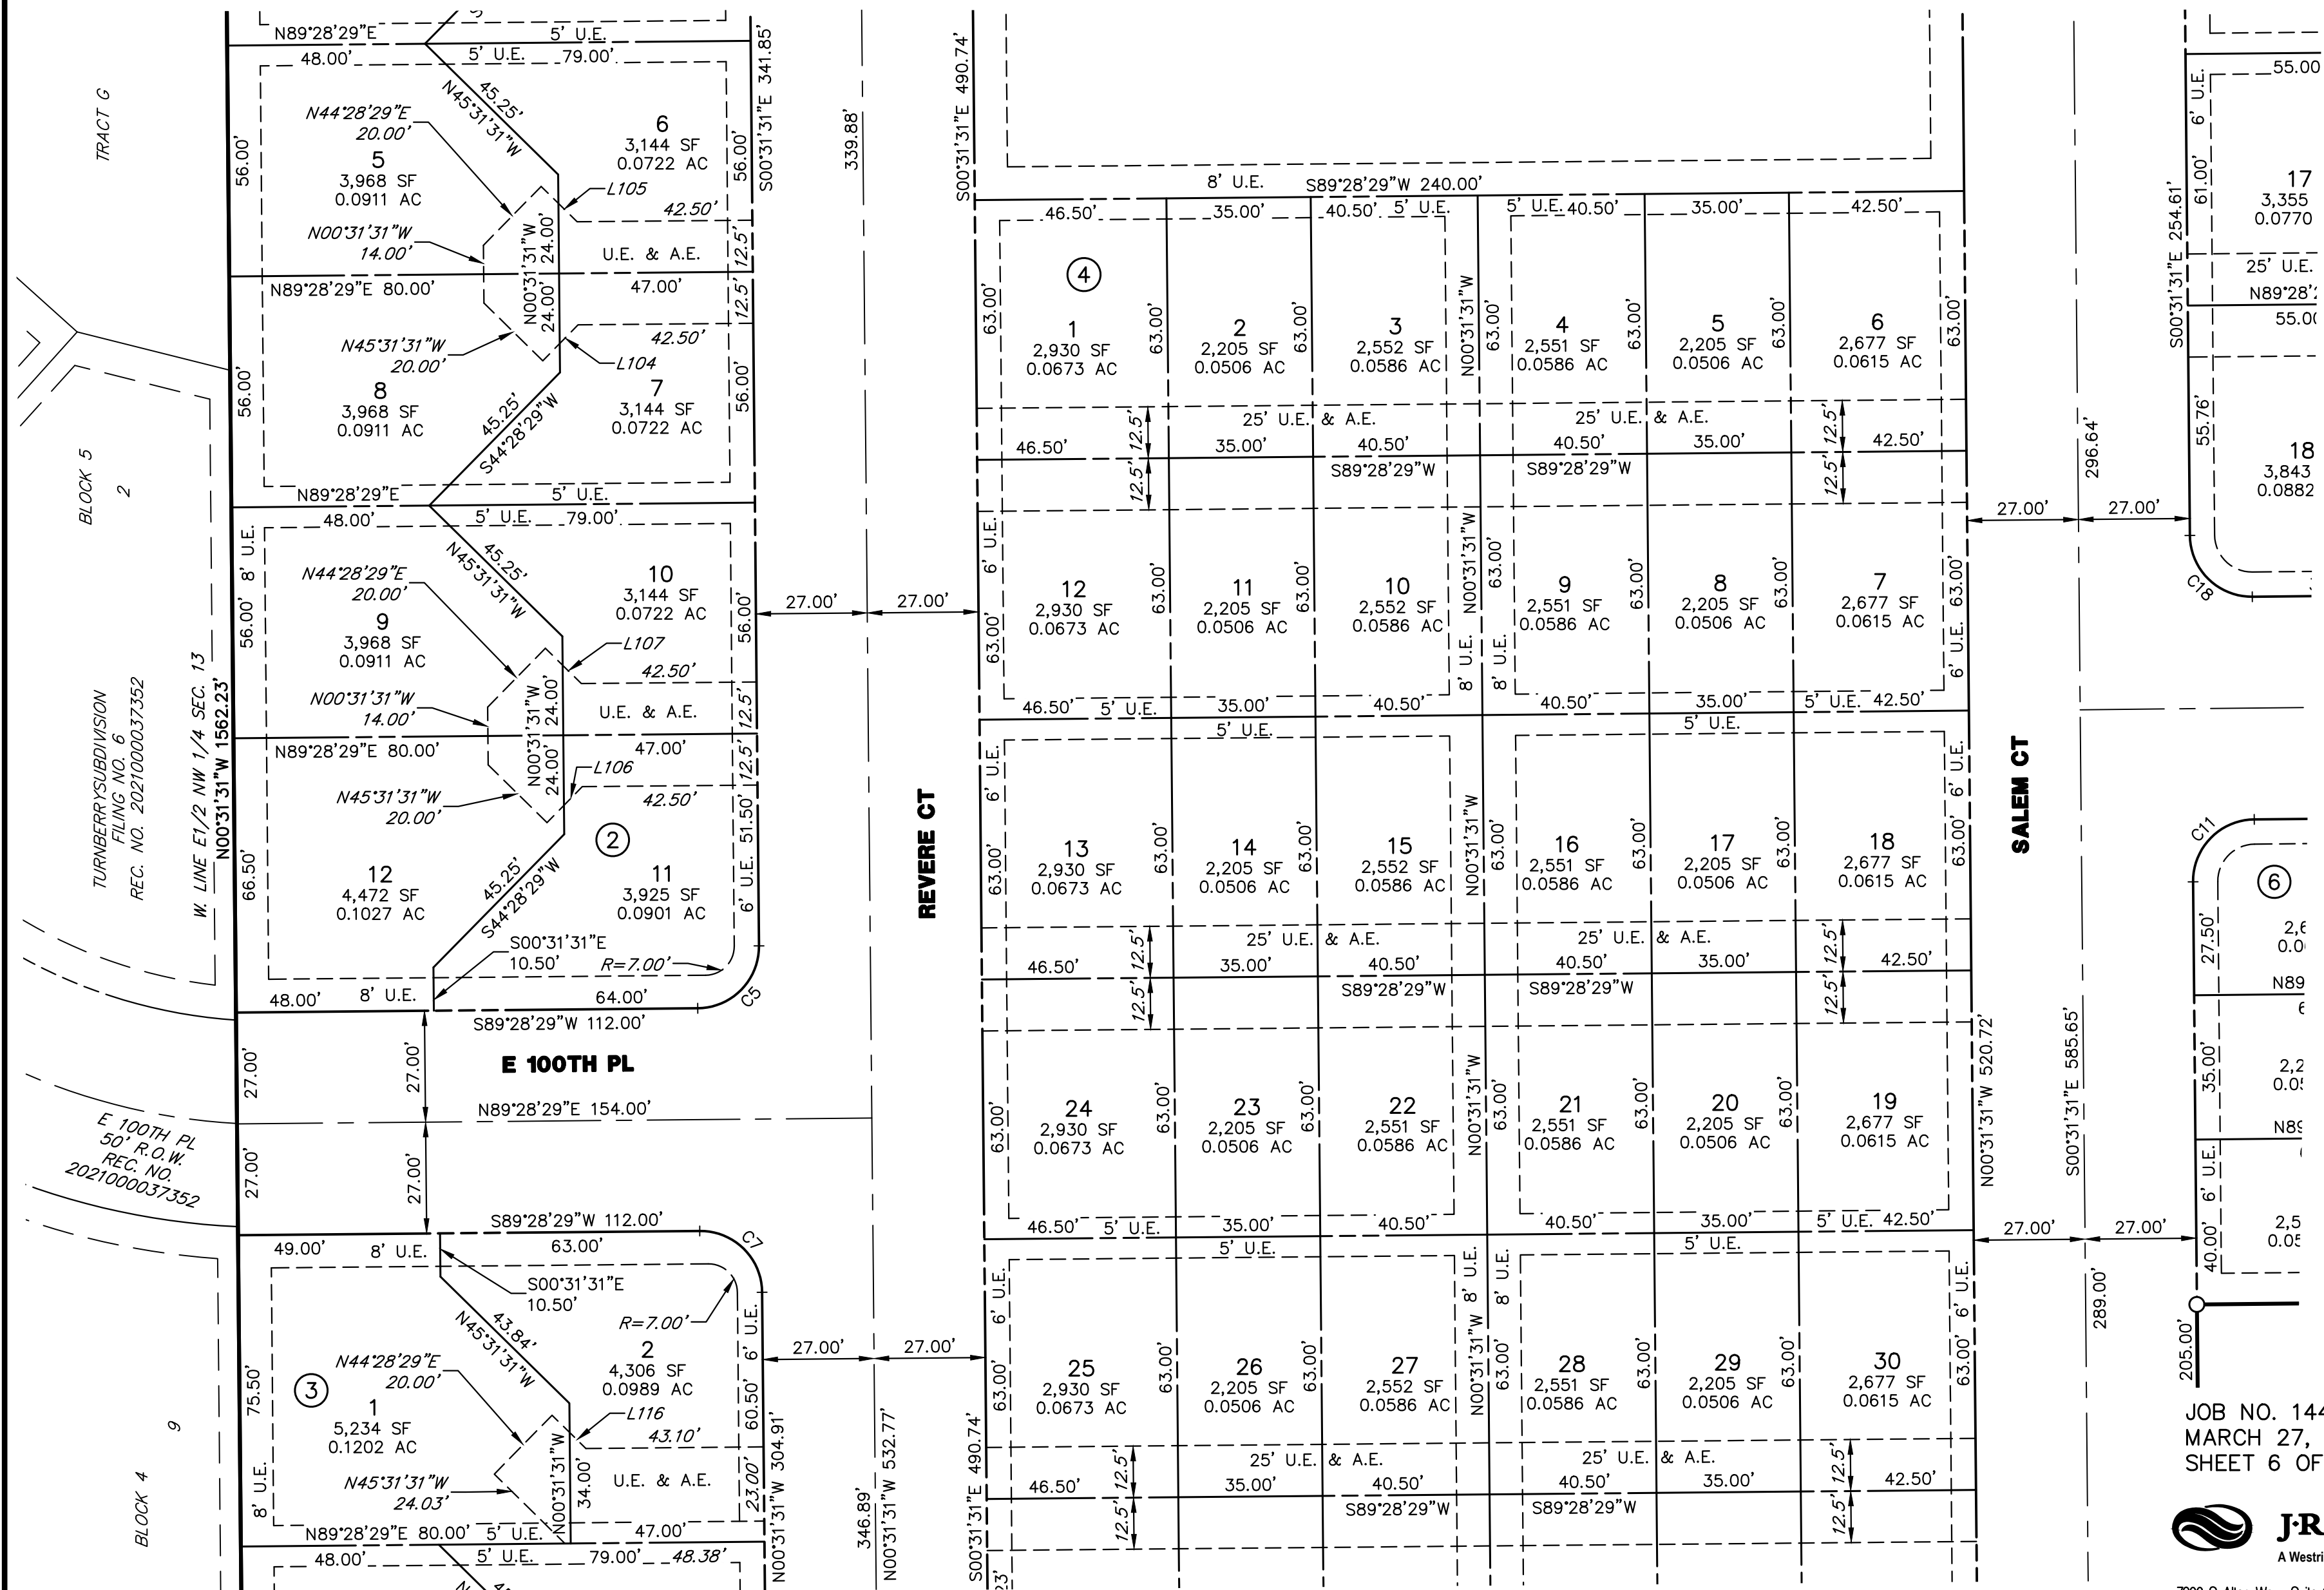 TRACT G
BLOCK 5
2
TURNBERRYSUBDIVISION
FILING NO. 6
REC. NO. 2021000037352
W. LINE E1/2 NW 1/4 SEC. 13
N00°31'31"W 1562.23'
E 100TH PL
50' R.O.W.
REC. NO.
2021000037352
BLOCK 4
9
N89°28'29"E
5' U.E.
48.00'
5' U.E.
79.00'
45.25'
N45°31'31"W
N44°28'29"E
20.00'
5
3,968 SF
0.0911 AC
56.00'
6
3,144 SF
0.0722 AC
56.00'
S00°31'31"E 341.85'
L105
42.50'
N00°31'31"W
14.00'
N00°31'31"W
24.00'
U.E. & A.E.
12.5'
N89°28'29"E 80.00'
47.00'
24.00'
12.5'
N45°31'31"W
20.00'
42.50'
L104
8
3,968 SF
0.0911 AC
56.00'
7
3,144 SF
0.0722 AC
56.00'
45.25'
S44°28'29"W
N89°28'29"E
5' U.E.
48.00'
5' U.E.
79.00'
8' U.E.
45.25'
N45°31'31"W
N44°28'29"E
20.00'
9
3,968 SF
0.0911 AC
56.00'
10
3,144 SF
0.0722 AC
56.00'
L107
42.50'
N00°31'31"W
14.00'
N00°31'31"W
24.00'
U.E. & A.E.
12.5'
N89°28'29"E 80.00'
47.00'
24.00'
12.5'
L106
N45°31'31"W
20.00'
42.50'
2
51.50'
6' U.E.
12
4,472 SF
0.1027 AC
66.50'
11
3,925 SF
0.0901 AC
45.25'
S44°28'29"W
S00°31'31"E
10.50'
R=7.00'
C5
48.00'
8' U.E.
64.00'
S89°28'29"W 112.00'
E 100TH PL
27.00'
27.00'
N89°28'29"E 154.00'
27.00'
27.00'
S89°28'29"W 112.00'
49.00'
8' U.E.
63.00'
C7
S00°31'31"E
10.50'
R=7.00'
43.84'
N45°31'31"W
N44°28'29"E
20.00'
3
1
5,234 SF
0.1202 AC
75.50'
8' U.E.
2
4,306 SF
0.0989 AC
6' U.E.
60.50'
L116
43.10'
N45°31'31"W
24.03'
N00°31'31"W
34.00'
U.E. & A.E.
23.00'
N00°31'31"W 304.91'
N89°28'29"E 80.00'
5' U.E.
47.00'
48.00'
5' U.E.
79.00'
48.38'
339.88'
27.00'
27.00'
REVERE CT
27.00'
27.00'
346.89'
N00°31'31"W 532.77'
S00°31'31"E 490.74'
S00°31'31"E 490.74'
8' U.E.
S89°28'29"W 240.00'
46.50'
35.00'
40.50'
5' U.E.
5' U.E.
40.50'
35.00'
42.50'
4
63.00'
1
2,930 SF
0.0673 AC
63.00'
2
2,205 SF
0.0506 AC
63.00'
3
2,552 SF
0.0586 AC
N00°31'31"W
63.00'
4
2,551 SF
0.0586 AC
63.00'
5
2,205 SF
0.0506 AC
63.00'
6
2,677 SF
0.0615 AC
63.00'
25' U.E. & A.E.
25' U.E. & A.E.
12.5'
12.5'
46.50'
35.00'
40.50'
40.50'
35.00'
42.50'
S89°28'29"W
S89°28'29"W
12.5'
12.5'
6' U.E.
63.00'
12
2,930 SF
0.0673 AC
63.00'
11
2,205 SF
0.0506 AC
63.00'
10
2,552 SF
0.0586 AC
N00°31'31"W
8' U.E.
63.00'
8' U.E.
9
2,551 SF
0.0586 AC
63.00'
8
2,205 SF
0.0506 AC
63.00'
7
2,677 SF
0.0615 AC
63.00'
6' U.E.
46.50'
5' U.E.
35.00'
40.50'
40.50'
35.00'
5' U.E.
42.50'
5' U.E.
5' U.E.
6' U.E.
63.00'
13
2,930 SF
0.0673 AC
63.00'
14
2,205 SF
0.0506 AC
63.00'
15
2,552 SF
0.0586 AC
N00°31'31"W
63.00'
16
2,551 SF
0.0586 AC
63.00'
17
2,205 SF
0.0506 AC
63.00'
18
2,677 SF
0.0615 AC
6' U.E.
63.00'
25' U.E. & A.E.
25' U.E. & A.E.
12.5'
12.5'
46.50'
35.00'
40.50'
40.50'
35.00'
42.50'
S89°28'29"W
S89°28'29"W
12.5'
12.5'
63.00'
24
2,930 SF
0.0673 AC
63.00'
23
2,205 SF
0.0506 AC
63.00'
22
2,551 SF
0.0586 AC
N00°31'31"W
63.00'
21
2,551 SF
0.0586 AC
63.00'
20
2,205 SF
0.0506 AC
63.00'
19
2,677 SF
0.0615 AC
46.50'
5' U.E.
35.00'
40.50'
40.50'
35.00'
5' U.E.
42.50'
5' U.E.
5' U.E.
6' U.E.
63.00'
25
2,930 SF
0.0673 AC
63.00'
26
2,205 SF
0.0506 AC
63.00'
27
2,552 SF
0.0586 AC
8' U.E.
N00°31'31"W
8' U.E.
63.00'
28
2,551 SF
0.0586 AC
63.00'
29
2,205 SF
0.0506 AC
63.00'
30
2,677 SF
0.0615 AC
6' U.E.
63.00'
25' U.E. & A.E.
25' U.E. & A.E.
12.5'
12.5'
46.50'
35.00'
40.50'
40.50'
35.00'
42.50'
S89°28'29"W
S89°28'29"W
12.5'
12.5'
296.64'
27.00'
27.00'
SALEM CT
N00°31'31"W 520.72'
S00°31'31"E 585.65'
27.00'
27.00'
289.00'
55.00
6' U.E.
61.00'
S00°31'31"E 254.61'
17
3,355
0.0770
25' U.E.
N89°28'
55.00
55.76'
18
3,843
0.0882
C18
C11
6
27.50'
N89
35.00'
N89
6' U.E.
40.00'
205.00'
JOB NO. 144
MARCH 27,
SHEET 6 OF
J·R
A Westri